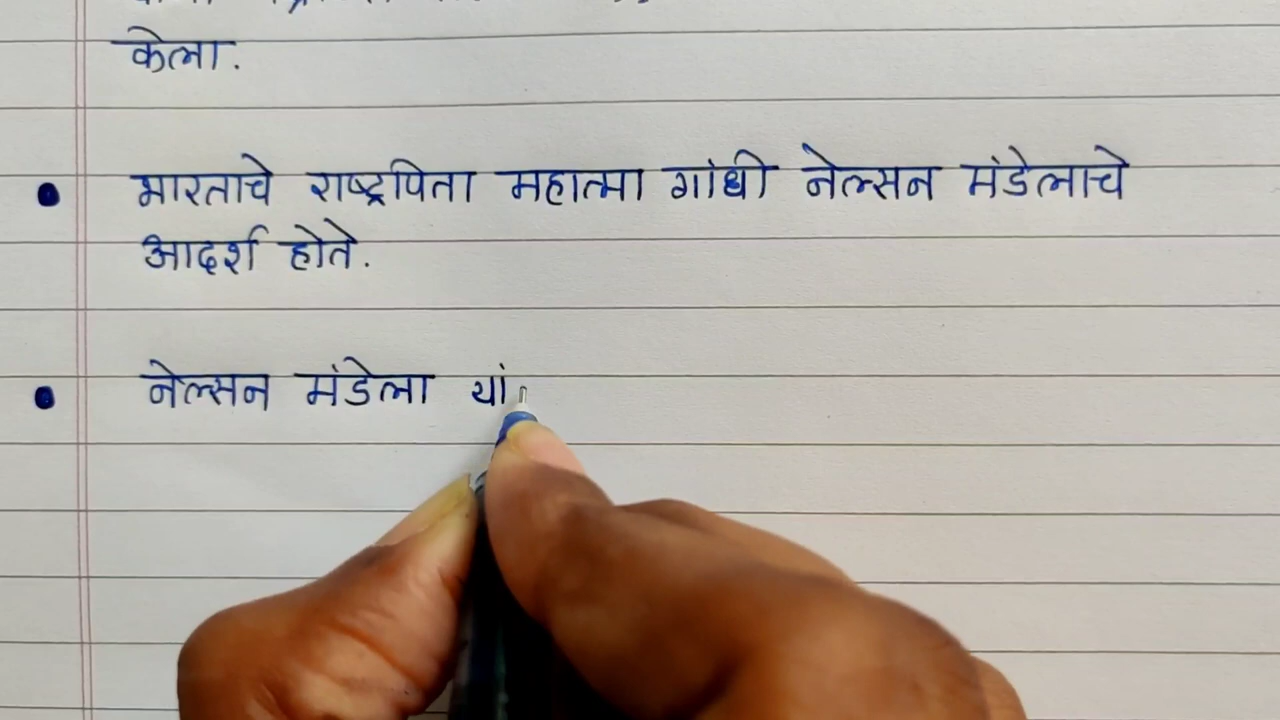 केला.
भारताचे राष्ट्रपिता महात्मा गांधी नेल्सन मंडेलाचे
आदर्श होते.
नेल्सन मंडेला यां